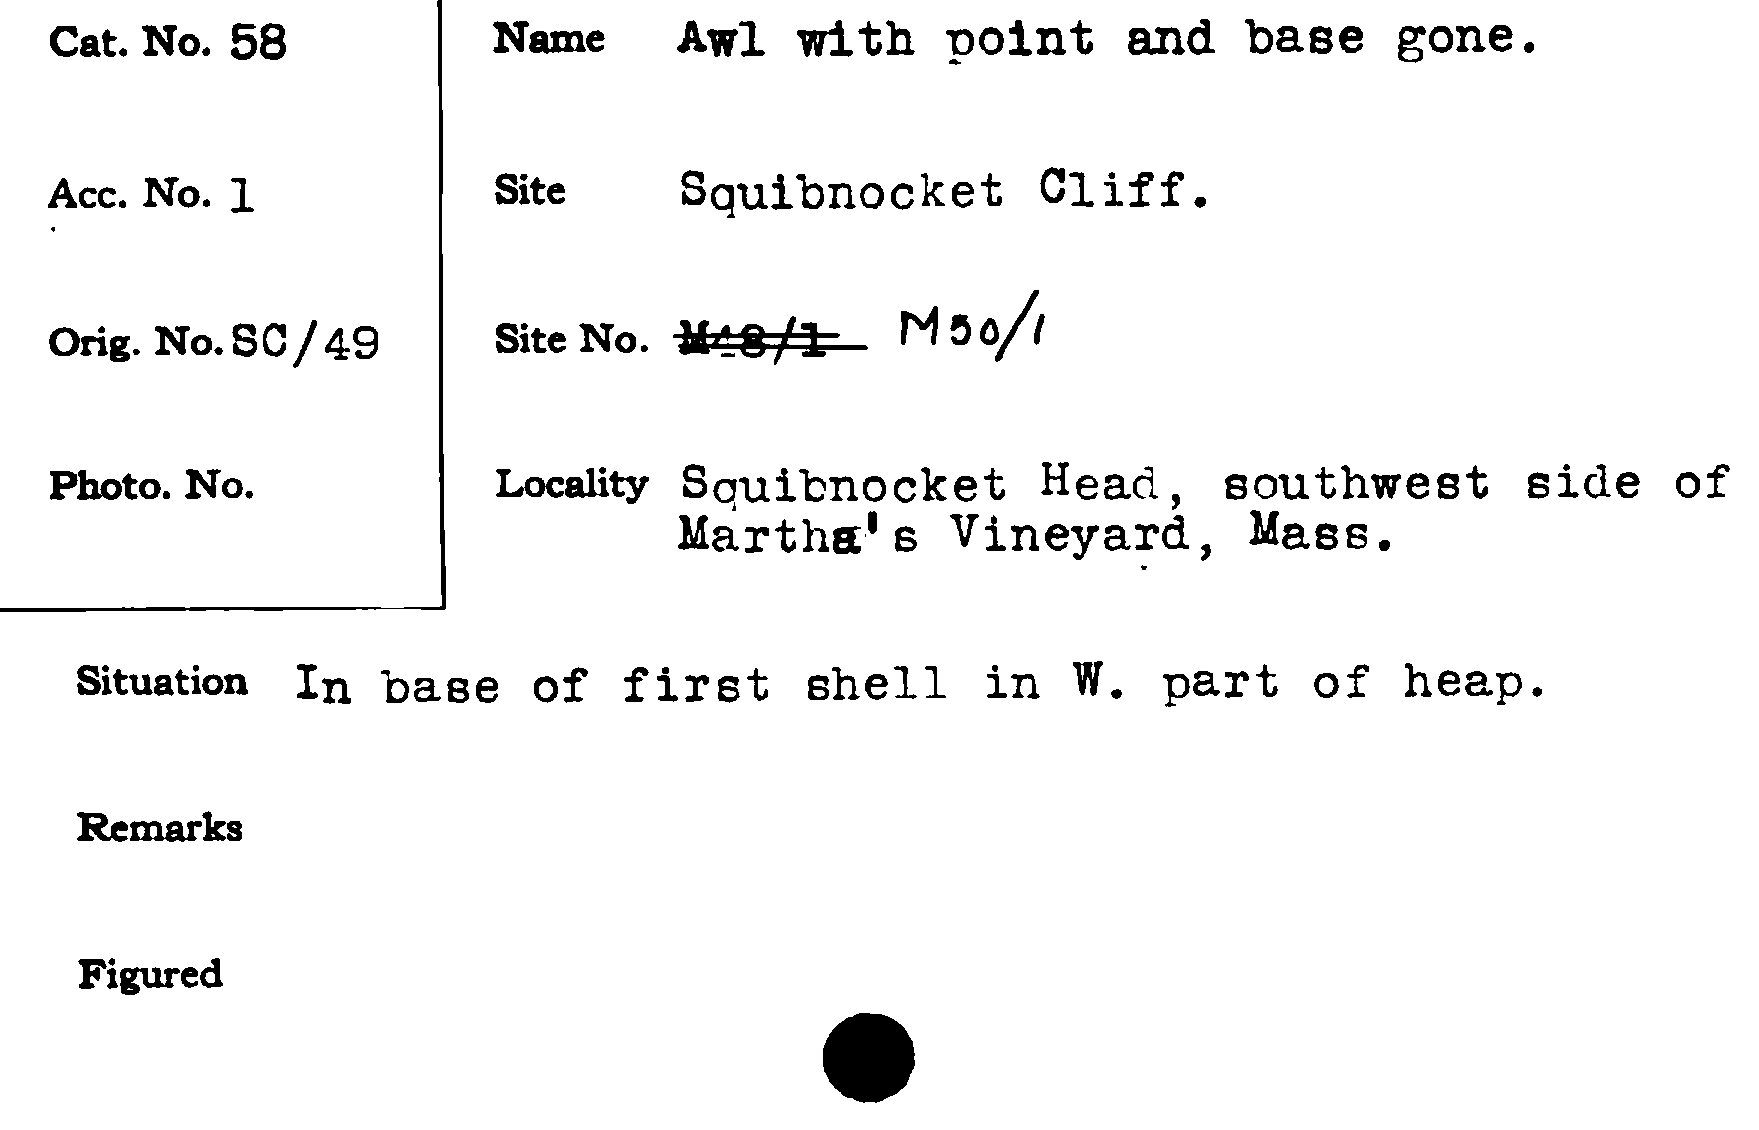 Cat. No. 58
Name Awl with point and base gone.
Acc. No. 1
Site Squibnocket Cliff.
Orig. No. SC/49
Site No. M48/1 M50/1
Photo. No.
Locality Squibnocket Head, southwest side of
Martha's Vineyard, Mass.
Situation In base of first shell in W. part of heap.
Remarks
Figured